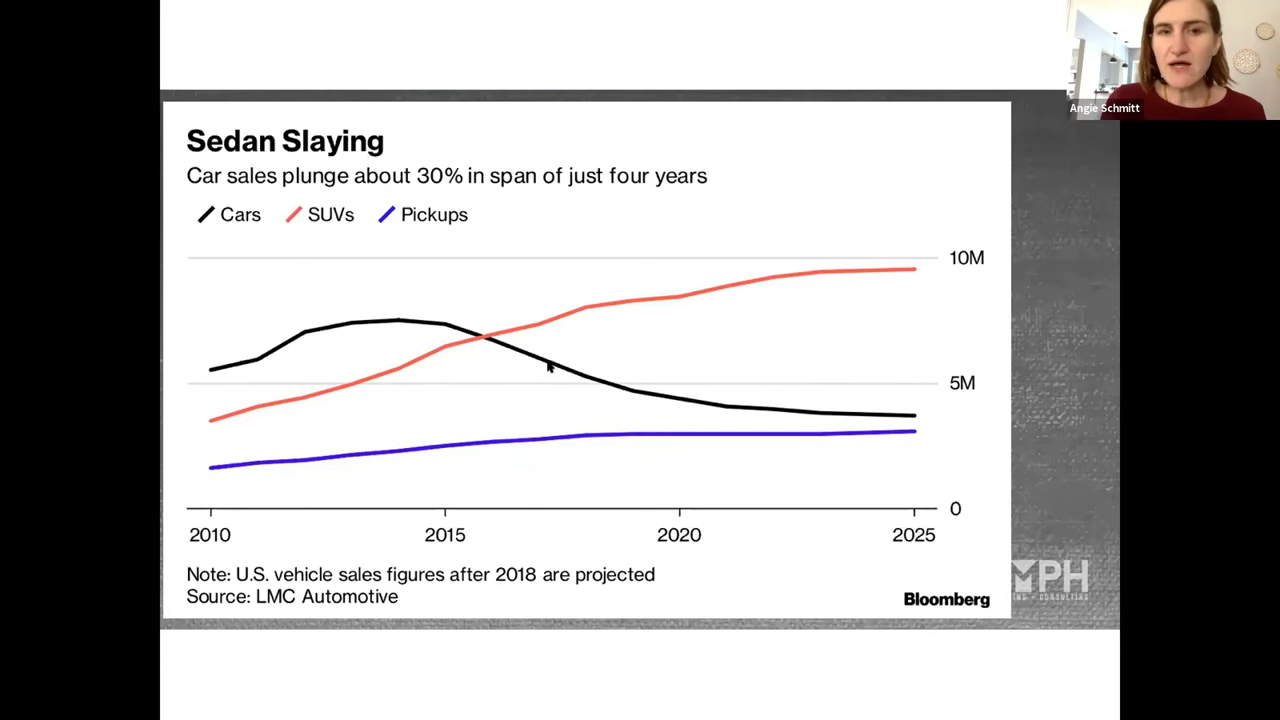 Angie Schmitt
Sedan Slaying
Car sales plunge about 30% in span of just four years
Cars SUVs Pickups
10M
5M
0
2010 2015 2020 2025
Note: U.S. vehicle sales figures after 2018 are projected
Source: LMC Automotive
Bloomberg
MPH